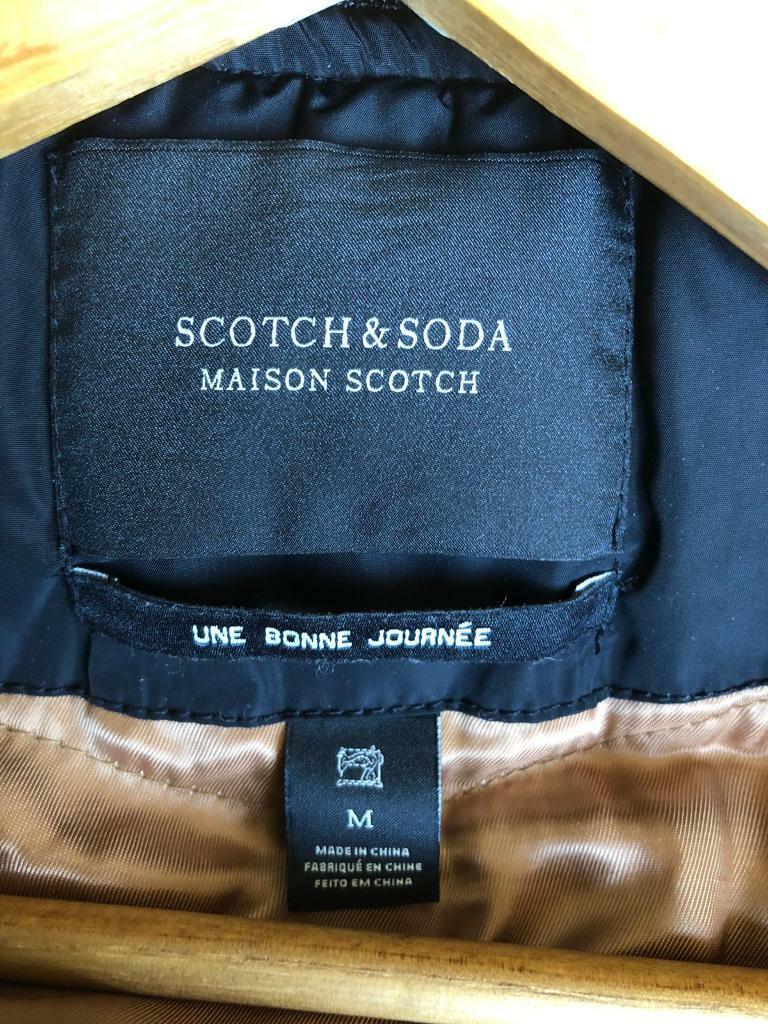 SCOTCH & SODA
MAISON SCOTCH
UNE BONNE JOURNÉE
M
MADE IN CHINA
FABRIQUÉ EN CHINE
FEITO EM CHINA